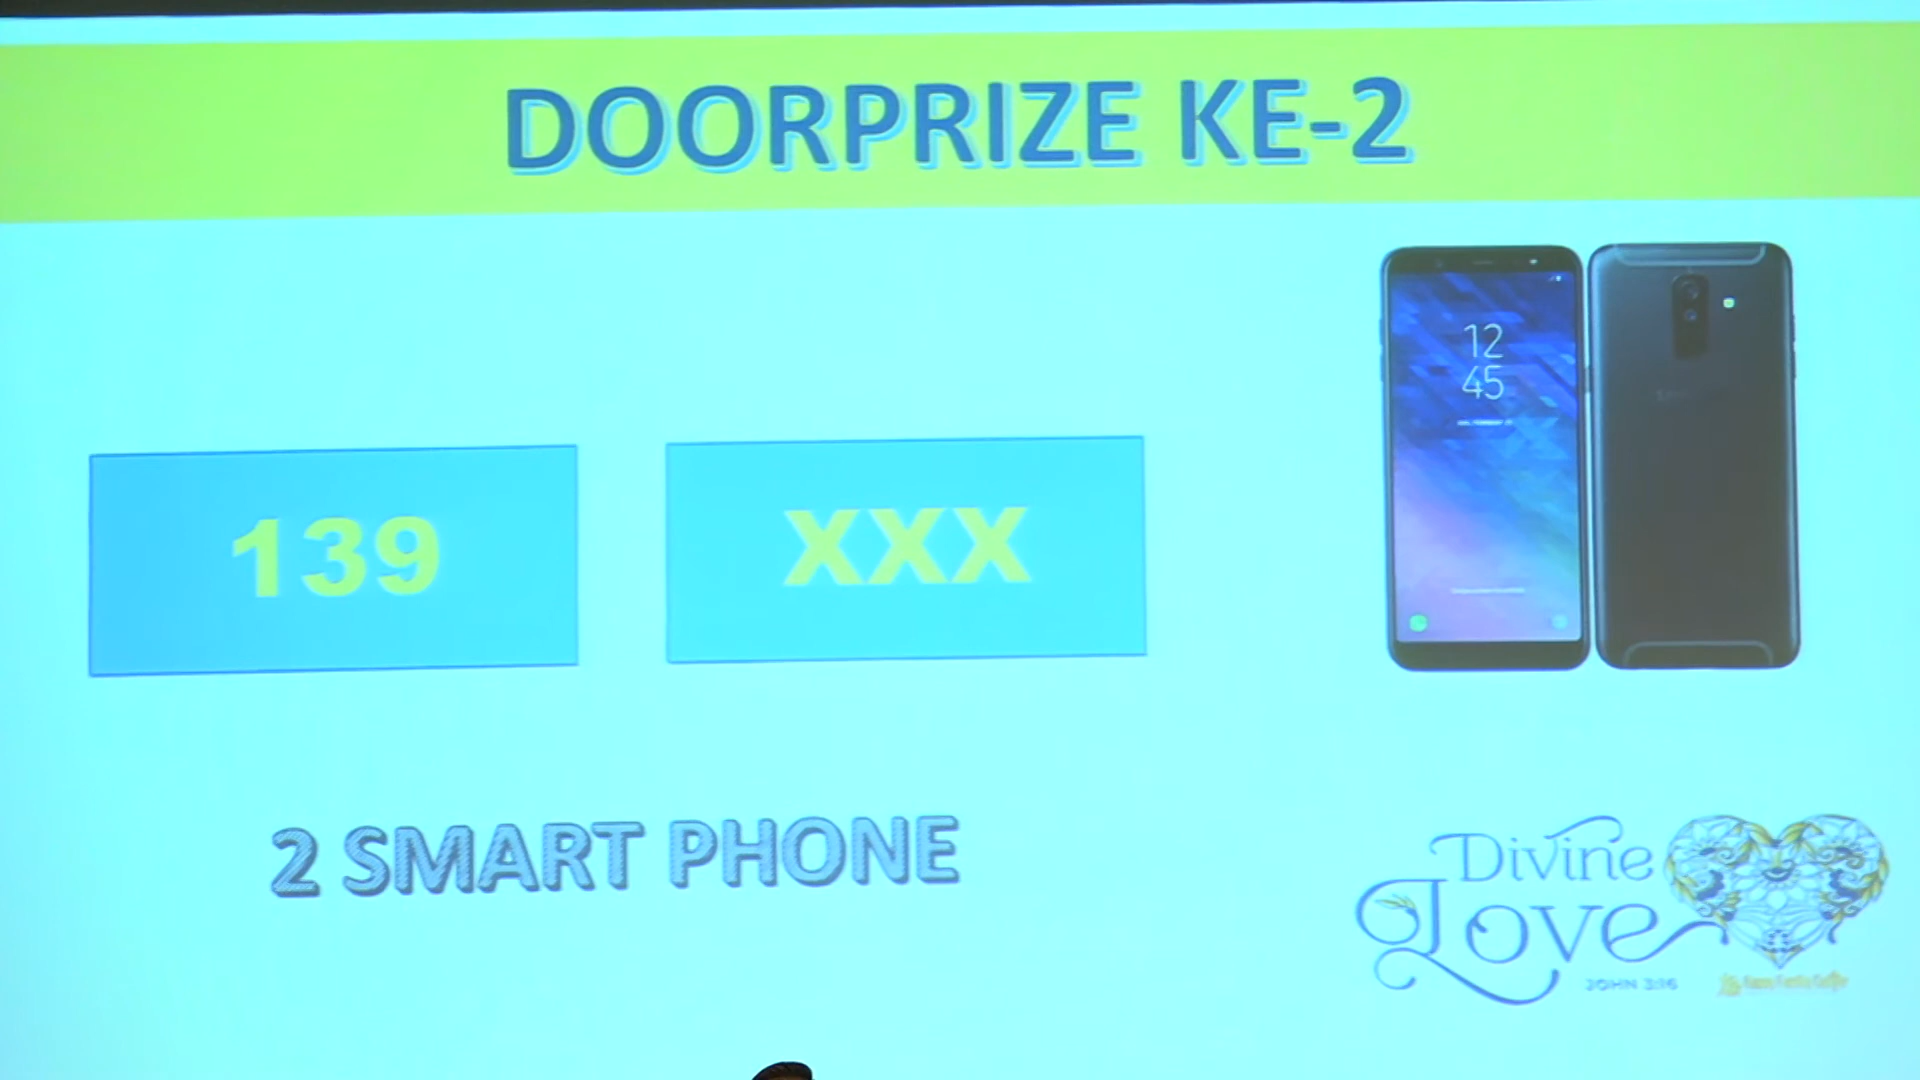 DOORPRIZE KE-2
12
45
139
XXX
2 SMART PHONE
Divine
Love
JOHN 3:16